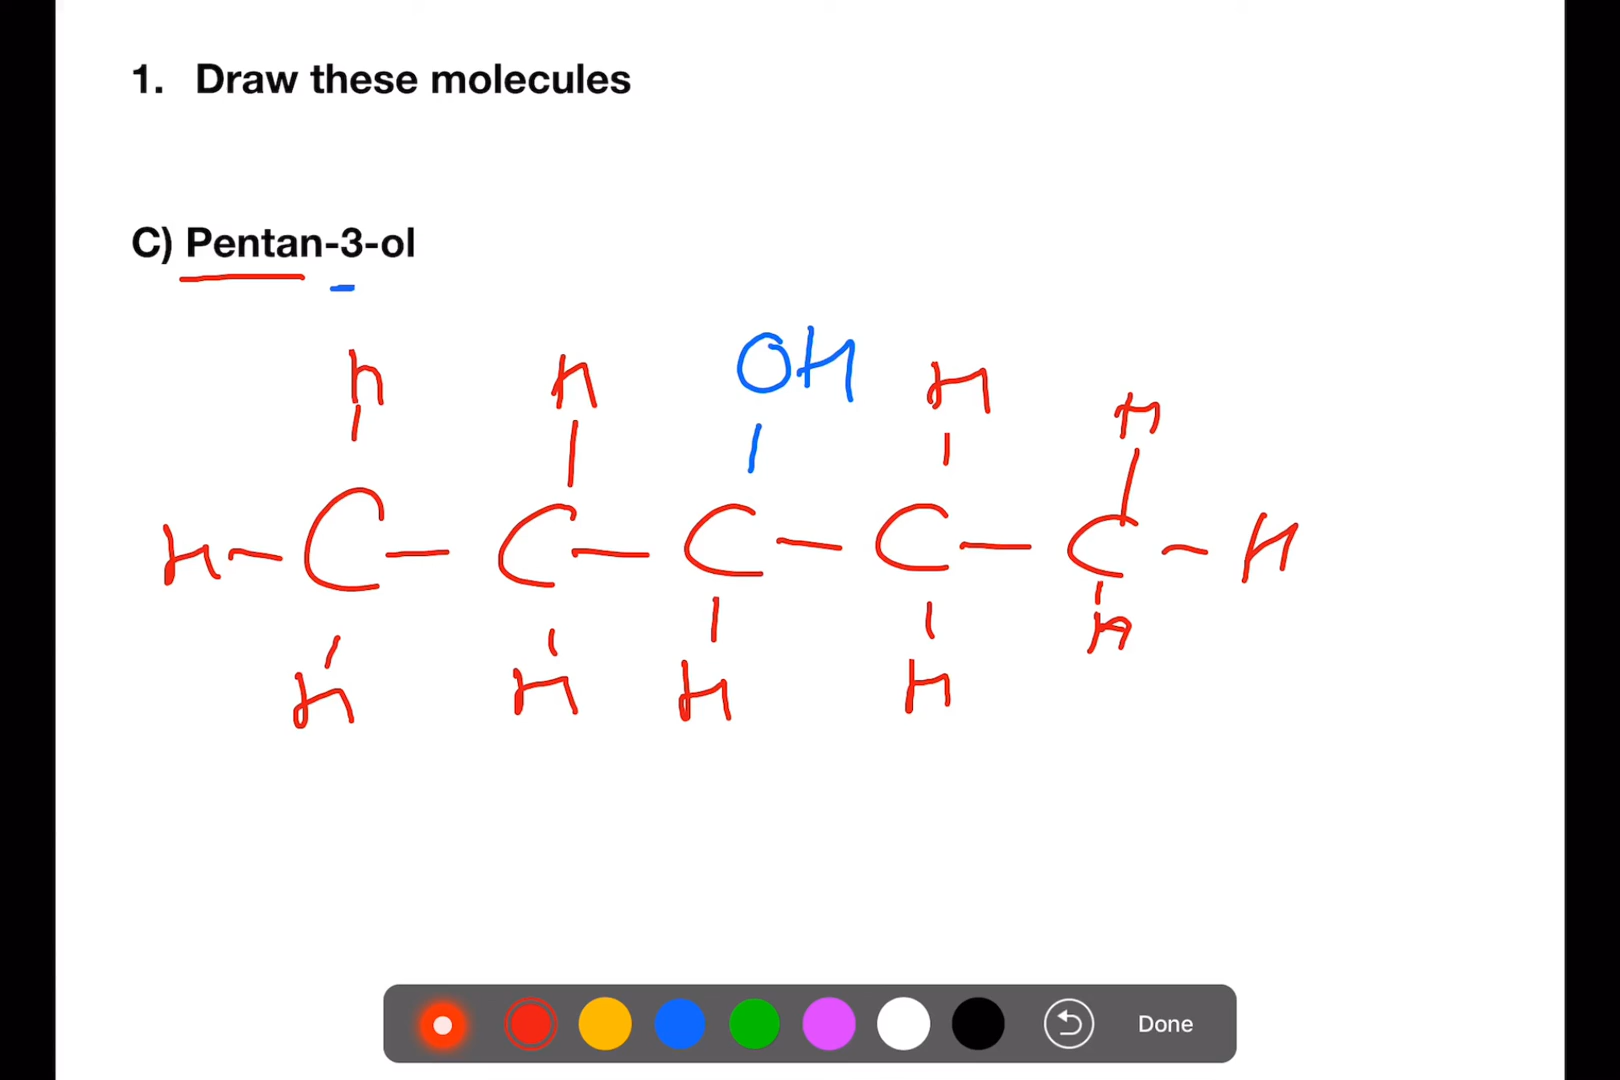 1. Draw these molecules
C) Pentan-3-ol
H H OH H H
H-C-C-C-C-C-H
H H H H H
Done